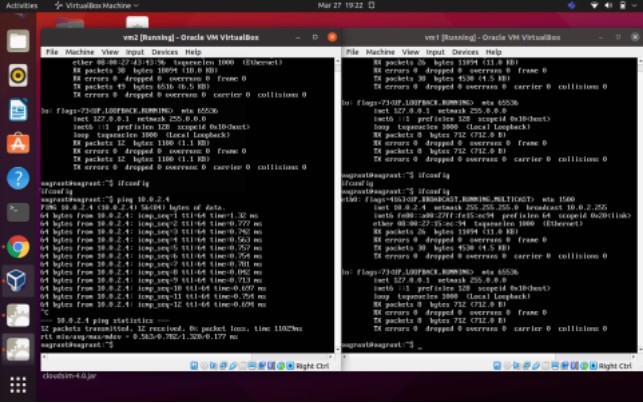 Activities
VirtualBox Machine
Mar 27 19:22
vm2 [Running] - Oracle VM VirtualBox
File Machine View Input Devices Help
ether 08:00:27:d3:43:96 txqueuelen 1000 (Ethernet)
RX packets 38 bytes 10094 (10.0 KB)
RX errors 0 dropped 0 overruns 0 frame 0
TX packets 49 bytes 6516 (6.5 KB)
TX errors 0 dropped 0 overruns 0 carrier 0 collisions 0
lo: flags=73<UP,LOOPBACK,RUNNING> mtu 65536
inet 127.0.0.1 netmask 255.0.0.0
inet6 ::1 prefixlen 128 scopeid 0x10<host>
loop txqueuelen 1000 (Local Loopback)
RX packets 12 bytes 1100 (1.1 KB)
RX errors 0 dropped 0 overruns 0 frame 0
TX packets 12 bytes 1100 (1.1 KB)
TX errors 0 dropped 0 overruns 0 carrier 0 collisions 0
vagrant@vagrant:~$ ifconfig
ifconfig
vagrant@vagrant:~$ ping 10.0.2.4
PING 10.0.2.4 (10.0.2.4) 56(84) bytes of data.
64 bytes from 10.0.2.4: icmp_seq=1 ttl=64 time=1.32 ms
64 bytes from 10.0.2.4: icmp_seq=2 ttl=64 time=0.777 ms
64 bytes from 10.0.2.4: icmp_seq=3 ttl=64 time=0.742 ms
64 bytes from 10.0.2.4: icmp_seq=4 ttl=64 time=0.563 ms
64 bytes from 10.0.2.4: icmp_seq=5 ttl=64 time=0.757 ms
64 bytes from 10.0.2.4: icmp_seq=6 ttl=64 time=0.754 ms
64 bytes from 10.0.2.4: icmp_seq=7 ttl=64 time=0.781 ms
64 bytes from 10.0.2.4: icmp_seq=8 ttl=64 time=0.842 ms
64 bytes from 10.0.2.4: icmp_seq=9 ttl=64 time=0.713 ms
64 bytes from 10.0.2.4: icmp_seq=10 ttl=64 time=0.697 ms
64 bytes from 10.0.2.4: icmp_seq=11 ttl=64 time=0.754 ms
64 bytes from 10.0.2.4: icmp_seq=12 ttl=64 time=0.694 ms
^C
--- 10.0.2.4 ping statistics ---
12 packets transmitted, 12 received, 0% packet loss, time 11029ms
rtt min/avg/max/mdev = 0.563/0.782/1.320/0.177 ms
vagrant@vagrant:~$
Right Ctrl
cloudsim-4.0.jar
vm1 [Running] - Oracle VM VirtualBox
File Machine View Input Devices Help
RX packets 26 bytes 11094 (11.0 KB)
RX errors 0 dropped 0 overruns 0 frame 0
TX packets 38 bytes 4530 (4.5 KB)
TX errors 0 dropped 0 overruns 0 carrier 0 collisions 0
lo: flags=73<UP,LOOPBACK,RUNNING> mtu 65536
inet 127.0.0.1 netmask 255.0.0.0
inet6 ::1 prefixlen 128 scopeid 0x10<host>
loop txqueuelen 1000 (Local Loopback)
RX packets 8 bytes 712 (712.0 B)
RX errors 0 dropped 0 overruns 0 frame 0
TX packets 8 bytes 712 (712.0 B)
TX errors 0 dropped 0 overruns 0 carrier 0 collisions 0
vagrant@vagrant:~$ ifconfig
ifconfig
vagrant@vagrant:~$ ifconfig
eth0: flags=4163<UP,BROADCAST,RUNNING,MULTICAST> mtu 1500
inet 10.0.2.4 netmask 255.255.255.0 broadcast 10.0.2.255
inet6 fe80::a00:27ff:fe15:ec94 prefixlen 64 scopeid 0x20<link>
ether 08:00:27:15:ec:94 txqueuelen 1000 (Ethernet)
RX packets 26 bytes 11094 (11.0 KB)
RX errors 0 dropped 0 overruns 0 frame 0
TX packets 38 bytes 4530 (4.5 KB)
TX errors 0 dropped 0 overruns 0 carrier 0 collisions 0
lo: flags=73<UP,LOOPBACK,RUNNING> mtu 65536
inet 127.0.0.1 netmask 255.0.0.0
inet6 ::1 prefixlen 128 scopeid 0x10<host>
loop txqueuelen 1000 (Local Loopback)
RX packets 8 bytes 712 (712.0 B)
RX errors 0 dropped 0 overruns 0 frame 0
TX packets 8 bytes 712 (712.0 B)
TX errors 0 dropped 0 overruns 0 carrier 0 collisions 0
vagrant@vagrant:~$ _
Right Ctrl